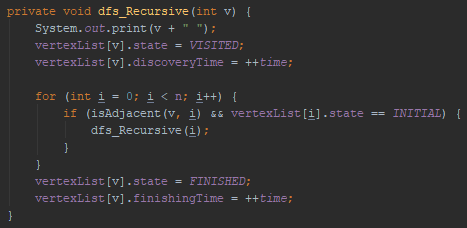 private void dfs_Recursive(int v) {
    System.out.print(v + " ");
    vertexList[v].state = VISITED;
    vertexList[v].discoveryTime = ++time;

    for (int i = 0; i < n; i++) {
        if (isAdjacent(v, i) && vertexList[i].state == INITIAL) {
            dfs_Recursive(i);
        }
    }
    vertexList[v].state = FINISHED;
    vertexList[v].finishingTime = ++time;
}